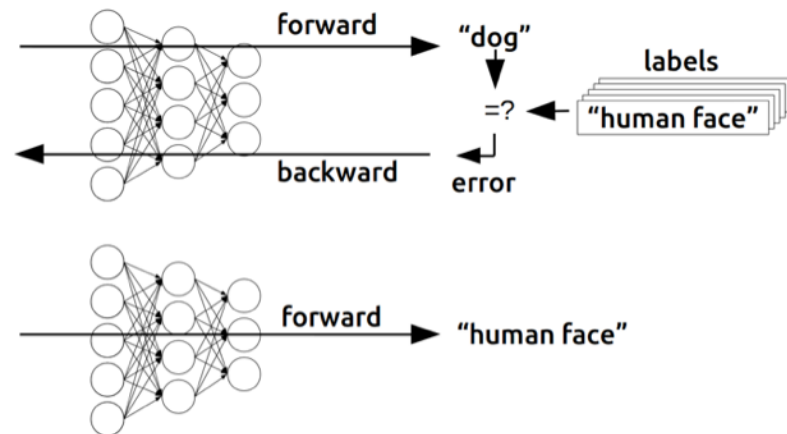 forward
“dog”
labels
=?
“human face”
backward
error
forward
“human face”